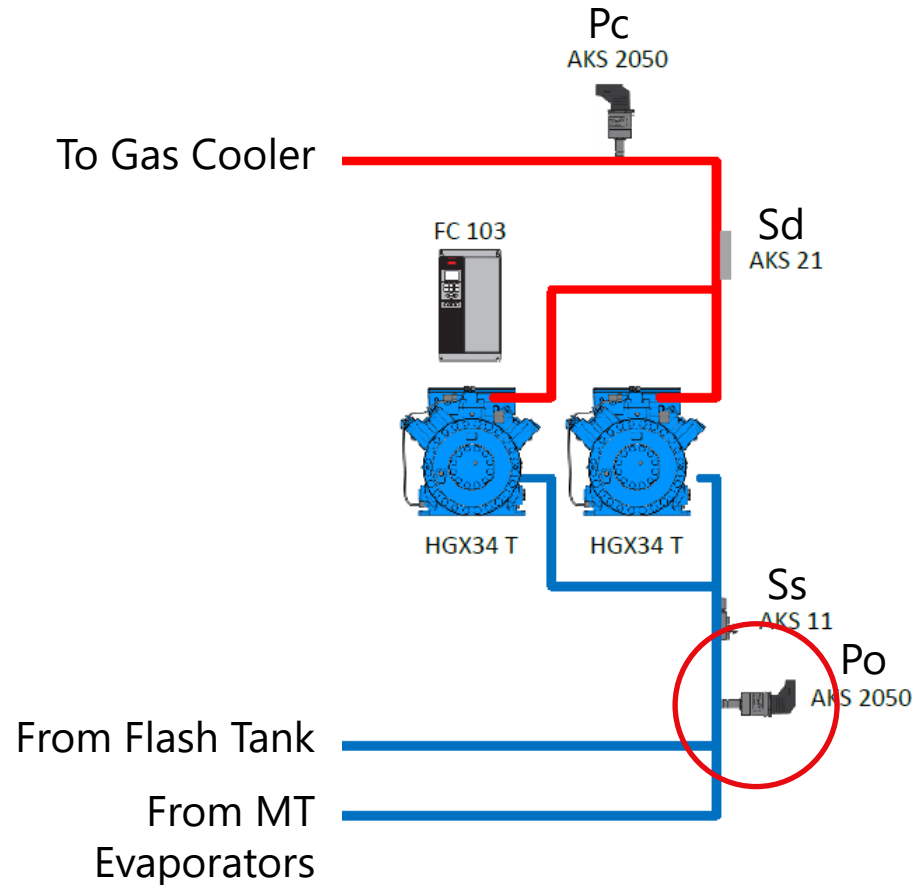 Pc
AKS 2050
To Gas Cooler
FC 103
Sd
AKS 21
HGX34 T
HGX34 T
Ss
AKS 11
Po
AKS 2050
From Flash Tank
From MT
Evaporators